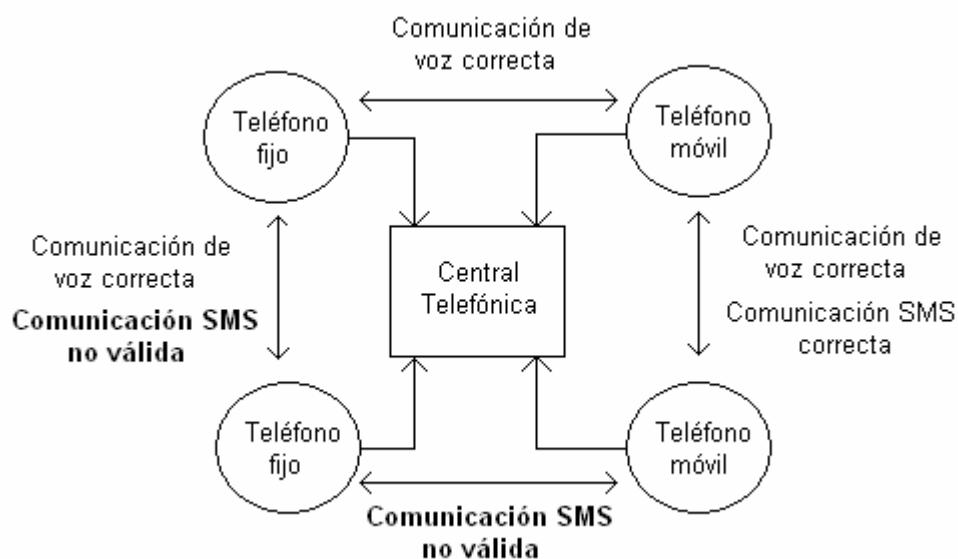 Comunicación de
voz correcta
Teléfono
fijo
Teléfono
móvil
Comunicación de
voz correcta
Comunicación SMS
no válida
Central
Telefónica
Comunicación de
voz correcta
Comunicación SMS
correcta
Teléfono
fijo
Teléfono
móvil
Comunicación SMS
no válida